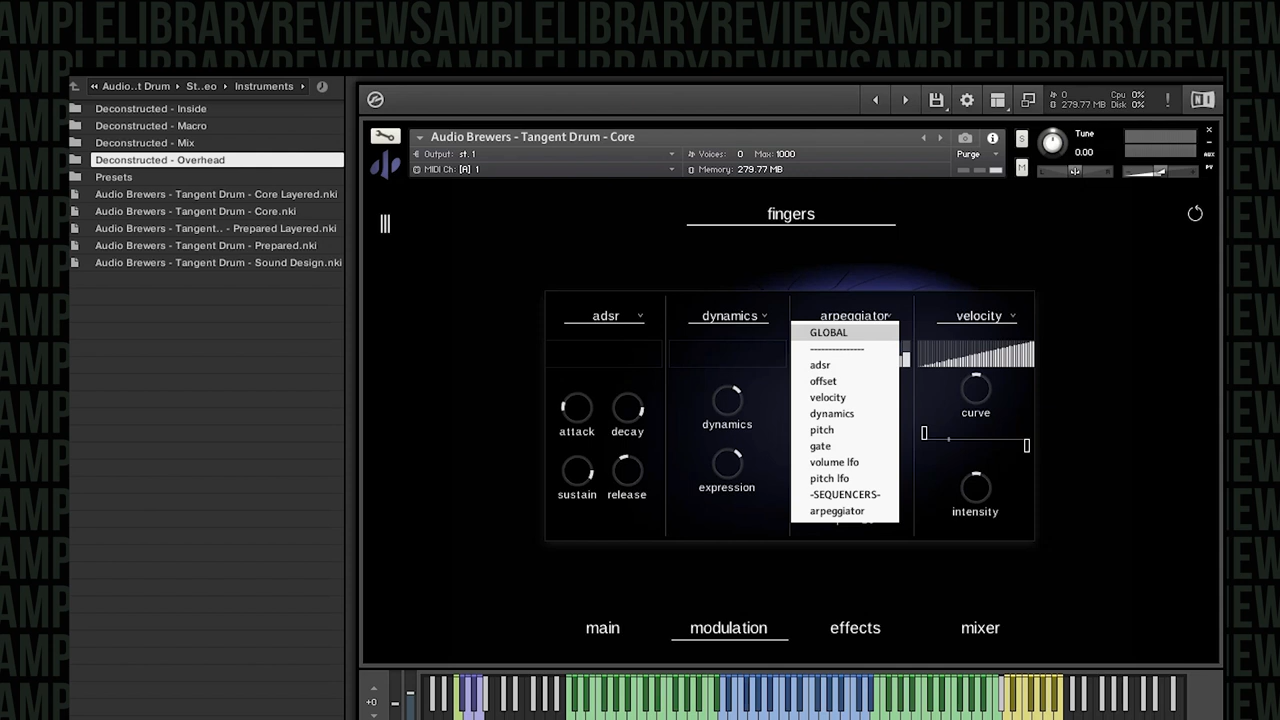 AMPLELIBRARYREVIEWSAMPLELIBRARYREVIEWSAMPLELIBRARYREVIEWS
Audio..t Drum St..eo Instruments
Deconstructed - Inside
Deconstructed - Macro
Deconstructed - Mix
Deconstructed - Overhead
Presets
Audio Brewers - Tangent Drum - Core Layered.nki
Audio Brewers - Tangent Drum - Core.nki
Audio Brewers - Tangent.. - Prepared Layered.nki
Audio Brewers - Tangent Drum - Prepared.nki
Audio Brewers - Tangent Drum - Sound Design.nki
0 Cpu 0%
279.77 MB Disk 0%
!
NI
Audio Brewers - Tangent Drum - Core
Output: st. 1 Voices: 0 Max: 1000 Purge
MIDI Ch: [A] 1 Memory: 279.77 MB
S
M
Tune
0.00
L R
AUX
PV
fingers
adsr dynamics arpeggiator velocity
GLOBAL
----------------
adsr
offset
velocity
dynamics
pitch
gate
volume lfo
pitch lfo
-SEQUENCERS-
arpeggiator
attack decay
sustain release
dynamics
expression
curve
intensity
main modulation effects mixer
+0